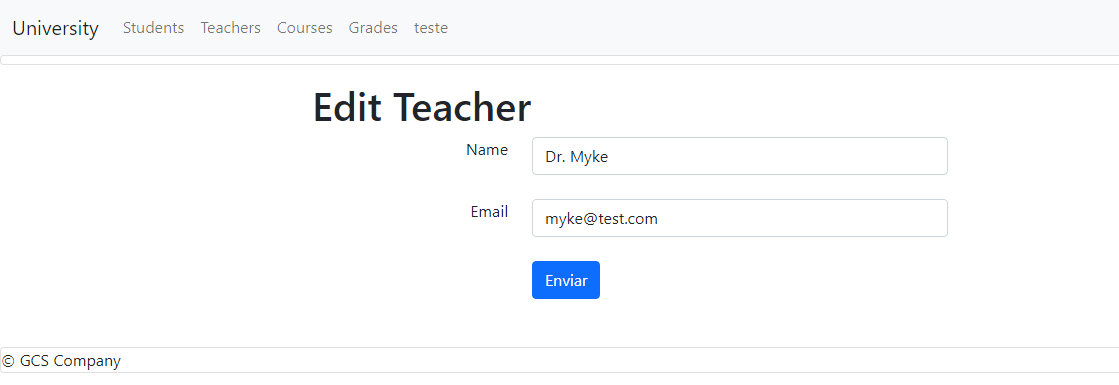 University Students Teachers Courses Grades teste
Edit Teacher
Name Dr. Myke
Email myke@test.com
Enviar
© GCS Company